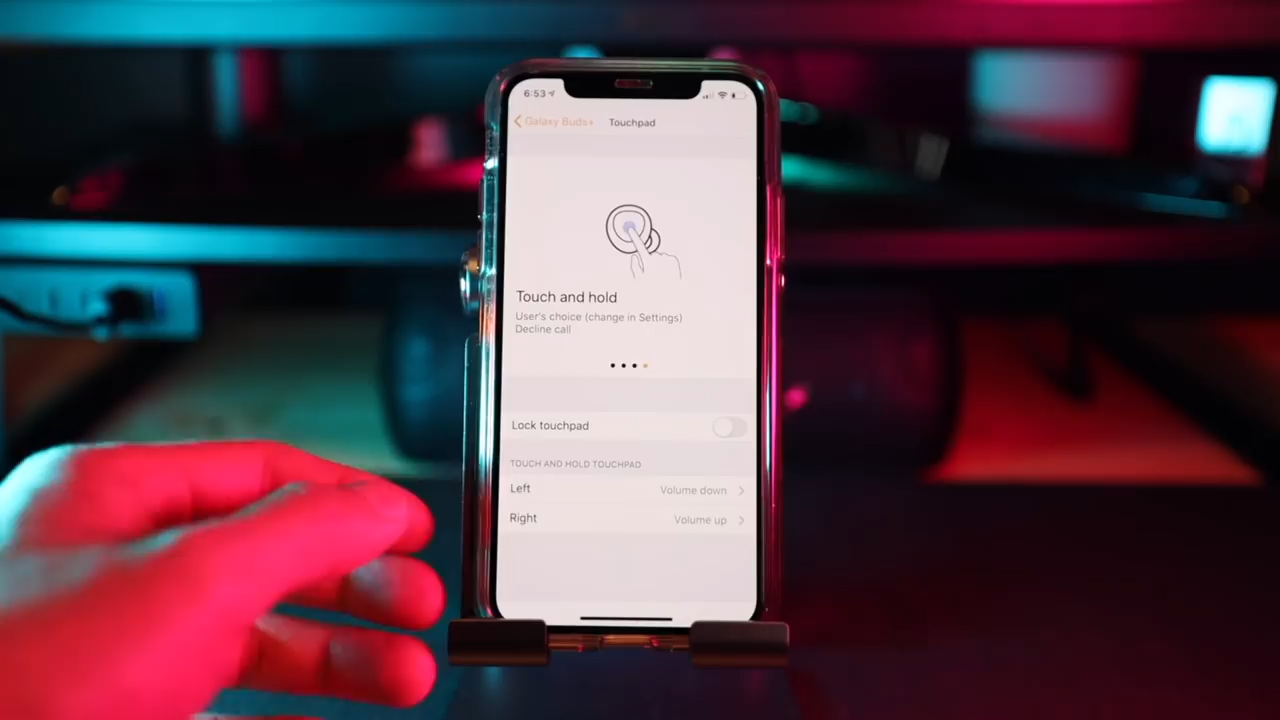 6:53
Galaxy Buds+ Touchpad
Touch and hold
User's choice (change in Settings)
Decline call
Lock touchpad
TOUCH AND HOLD TOUCHPAD
Left Volume down
Right Volume up